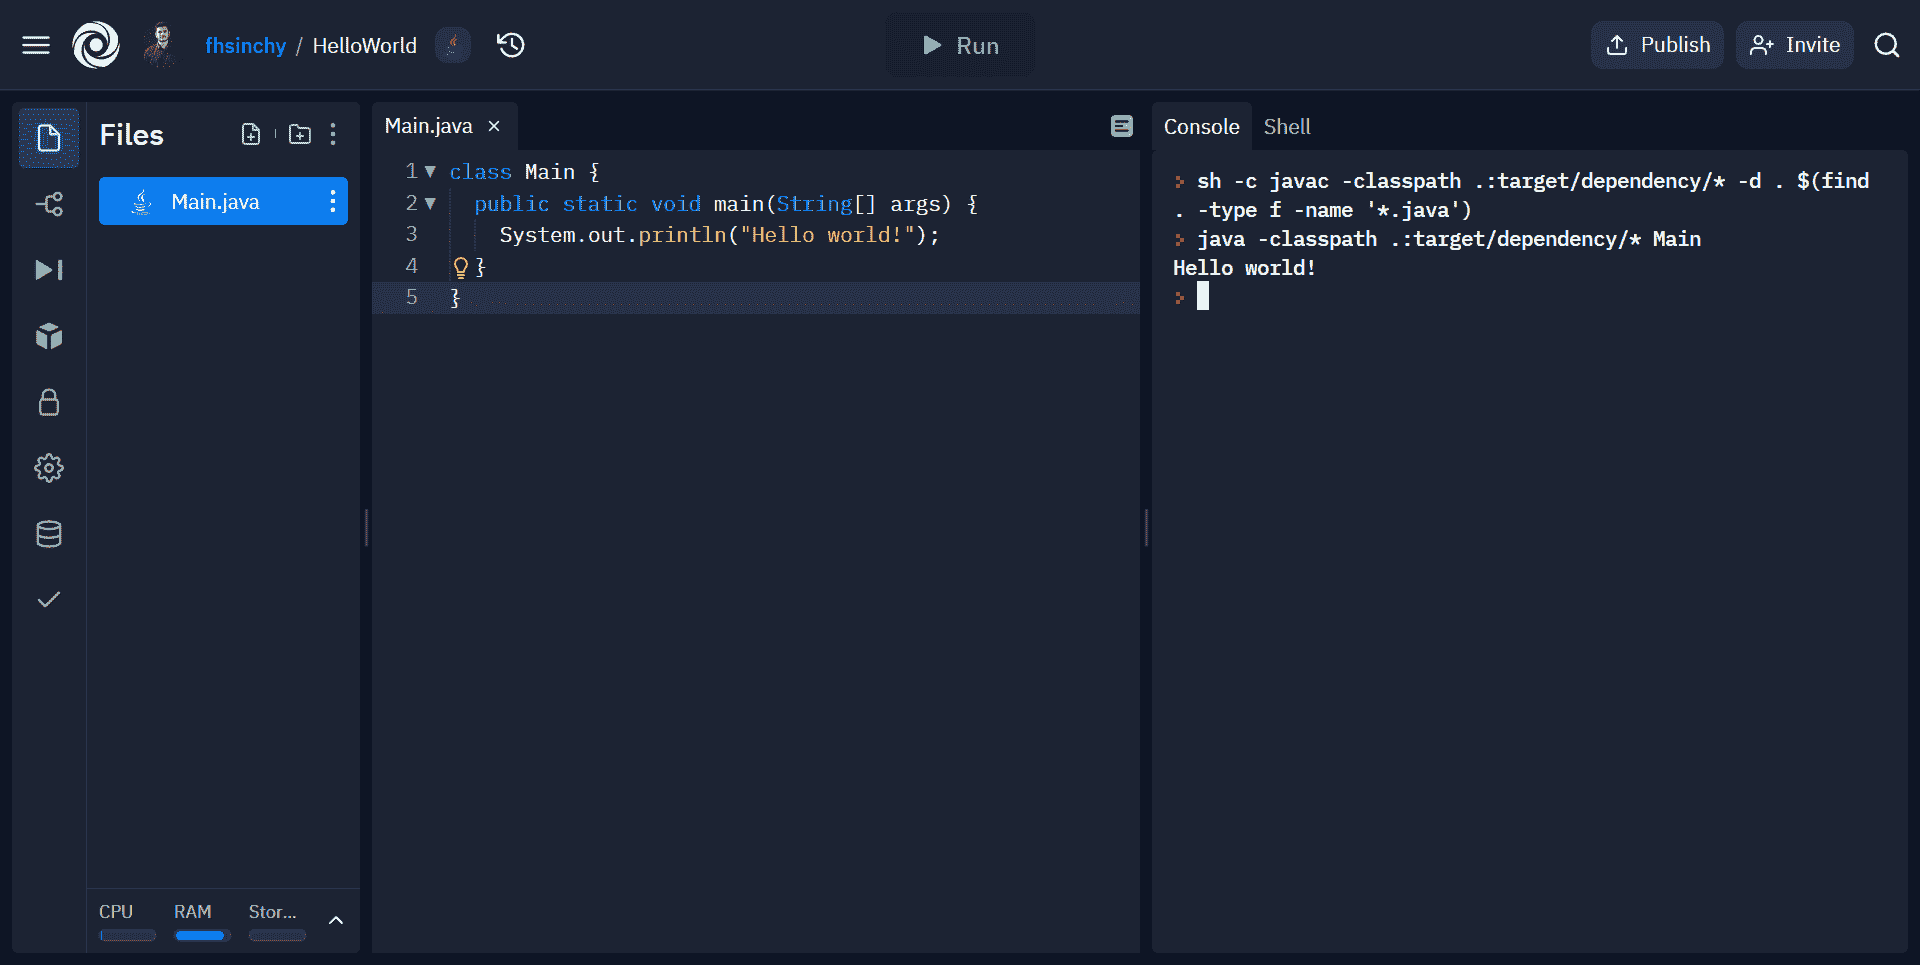 fhsinchy / HelloWorld
Run
Publish
Invite
Files
Main.java
Main.java
1 class Main {
2 public static void main(String[] args) {
3 System.out.println("Hello world!");
4 }
5 }
Console Shell
sh -c javac -classpath .:target/dependency/* -d . $(find
. -type f -name '*.java')
java -classpath .:target/dependency/* Main
Hello world!
CPU RAM Stor...